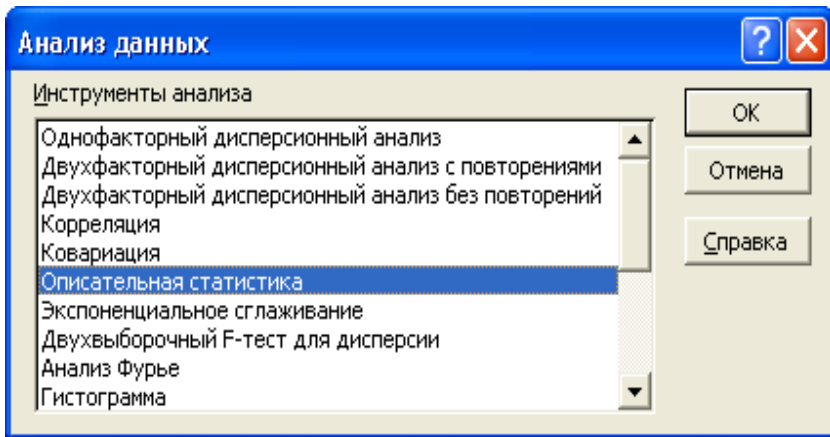 Анализ данных
Инструменты анализа
Однофакторный дисперсионный анализ
Двухфакторный дисперсионный анализ с повторениями
Двухфакторный дисперсионный анализ без повторений
Корреляция
Ковариация
Описательная статистика
Экспоненциальное сглаживание
Двухвыборочный F-тест для дисперсии
Анализ Фурье
Гистограмма
OK
Отмена
Справка